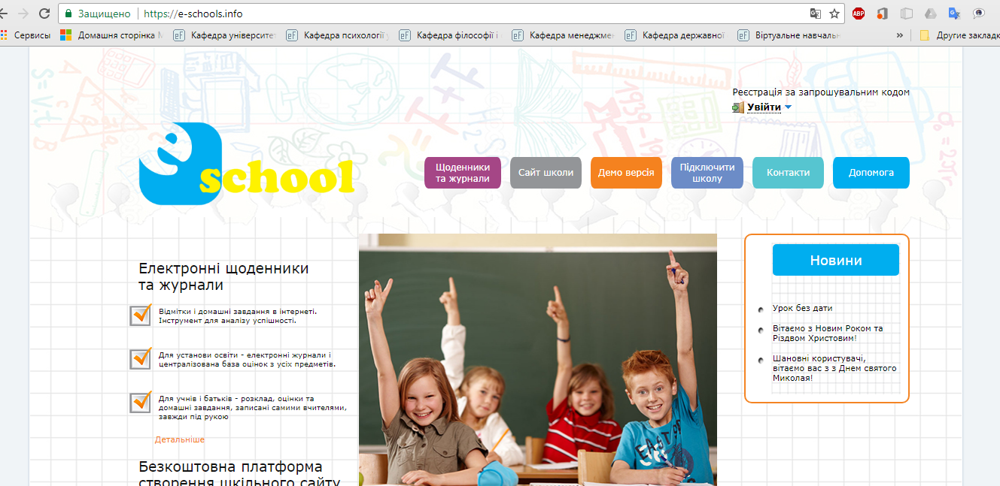 Защищено https://e-schools.info
ABP
Сервисы Домашня сторінка eF Кафедра університе eF Кафедра психології eF Кафедра філософії і eF Кафедра менеджме eF Кафедра державної eF Віртуальне навчаль » Другие закладк
S=V.t
1939-19
H2S
Реєстрація за запрошувальним кодом
Увійти
e school
Щоденники
та журнали
Сайт школи
Демо версія
Підключити
школу
Контакти
Допомога
Електронні щоденники
та журнали
Відмітки і домашні завдання в інтернеті.
Інструмент для аналізу успішності.
Для установи освіти - електронні журнали і
централізована база оцінок з усіх предметів.
Для учнів і батьків - розклад, оцінки та
домашні завдання, записані самими вчителями,
завжди під рукою
Детальніше
Безкоштовна платформа
створення шкільного сайту
Новини
Урок без дати
Вітаємо з Новим Роком та
Різдвом Христовим!
Шановні користувачі,
вітаємо вас з з Днем святого
Миколая!